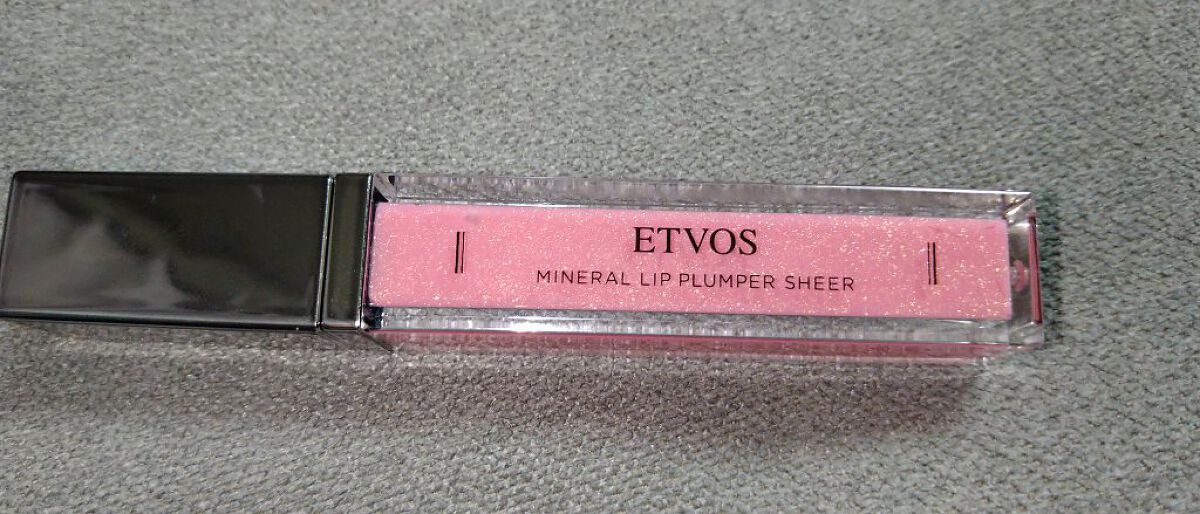 ETVOS
MINERAL LIP PLUMPER SHEER